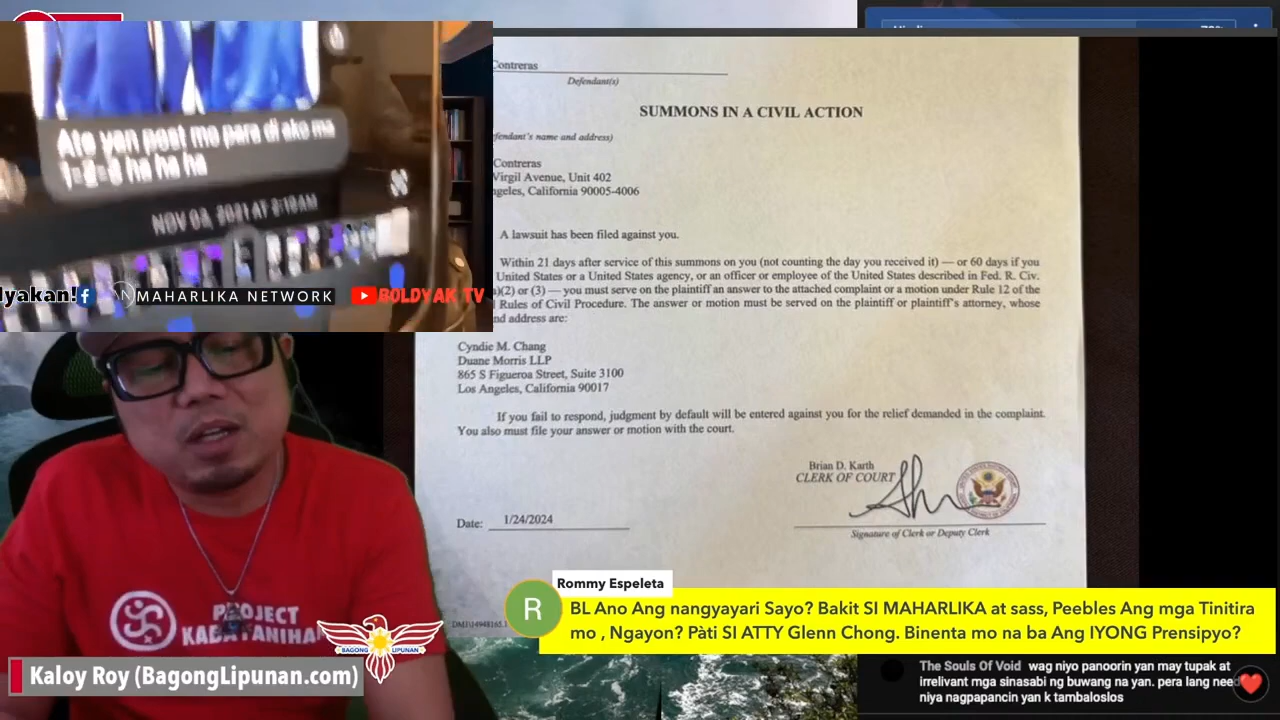 Ate yan post mo para di ako ma
1-2-3 ha ha ha
NOV 03, 2021 AT 2:19AM
MAHARLIKA NETWORK
BOLDYAK TV
Contreras
Defendant(s)
SUMMONS IN A CIVIL ACTION
name and address)
Contreras
Virgil Avenue, Unit 402
California 90005-4006
A lawsuit has been filed against you.
Within 21 days after service of this summons on you (not counting the day you received it) — or 60 days if you
United States or a United States agency, or an officer or employee of the United States described in Fed. R. Civ.
(2) or (3) — you must serve on the plaintiff an answer to the attached complaint or a motion under Rule 12 of the
Rules of Civil Procedure. The answer or motion must be served on the plaintiff or plaintiff's attorney, whose
address are:
Cyndie M. Chang
Duane Morris LLP
865 S Figueroa Street, Suite 3100
Los Angeles, California 90017
If you fail to respond, judgment by default will be entered against you for the relief demanded in the complaint.
You also must file your answer or motion with the court.
Brian D. Karth
CLERK OF COURT
Date: 1/24/2024
Signature of Clerk or Deputy Clerk
Rommy Espeleta
R
BL Ano Ang nangyayari Sayo? Bakit SI MAHARLIKA at sass, Peebles Ang mga Tinitira
mo , Ngayon? Pàti SI ATTY Glenn Chong. Binenta mo na ba Ang IYONG Prensipyo?
PROJECT
BAGONG LIPUNAN
Kaloy Roy (BagongLipunan.com)
The Souls Of Void wag niyo panoorin yan may tupak at
irrelivant mga sinasabi ng buwang na yan. pera lang need
niya nagpapancin yan k tambaloslos